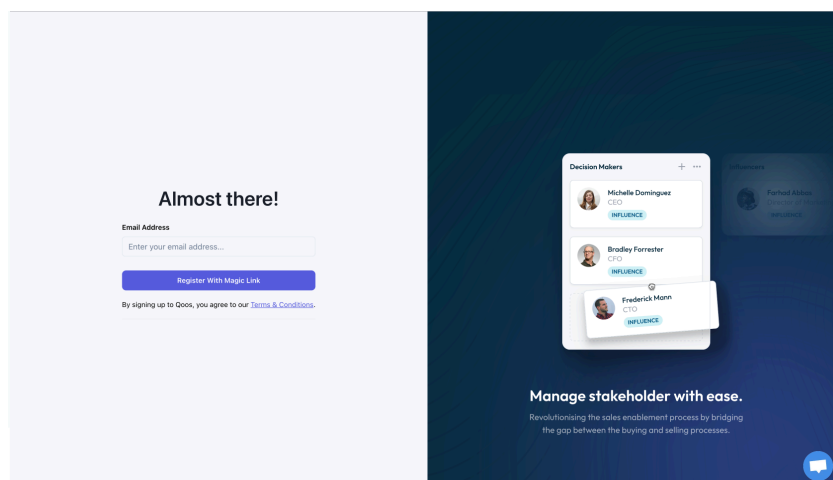 Almost there!
Email Address
Enter your email address...
Register With Magic Link
By signing up to Qoos, you agree to our Terms & Conditions.
Decision Makers
Michelle Dominguez
CEO
INFLUENCE
Bradley Forrester
CFO
INFLUENCE
Frederick Mann
CTO
INFLUENCE
Influencers
Farhad Abbas
Director of
INFLUENCE
Manage stakeholder with ease.
Revolutionising the sales enablement process by bridging
the gap between the buying and selling processes.